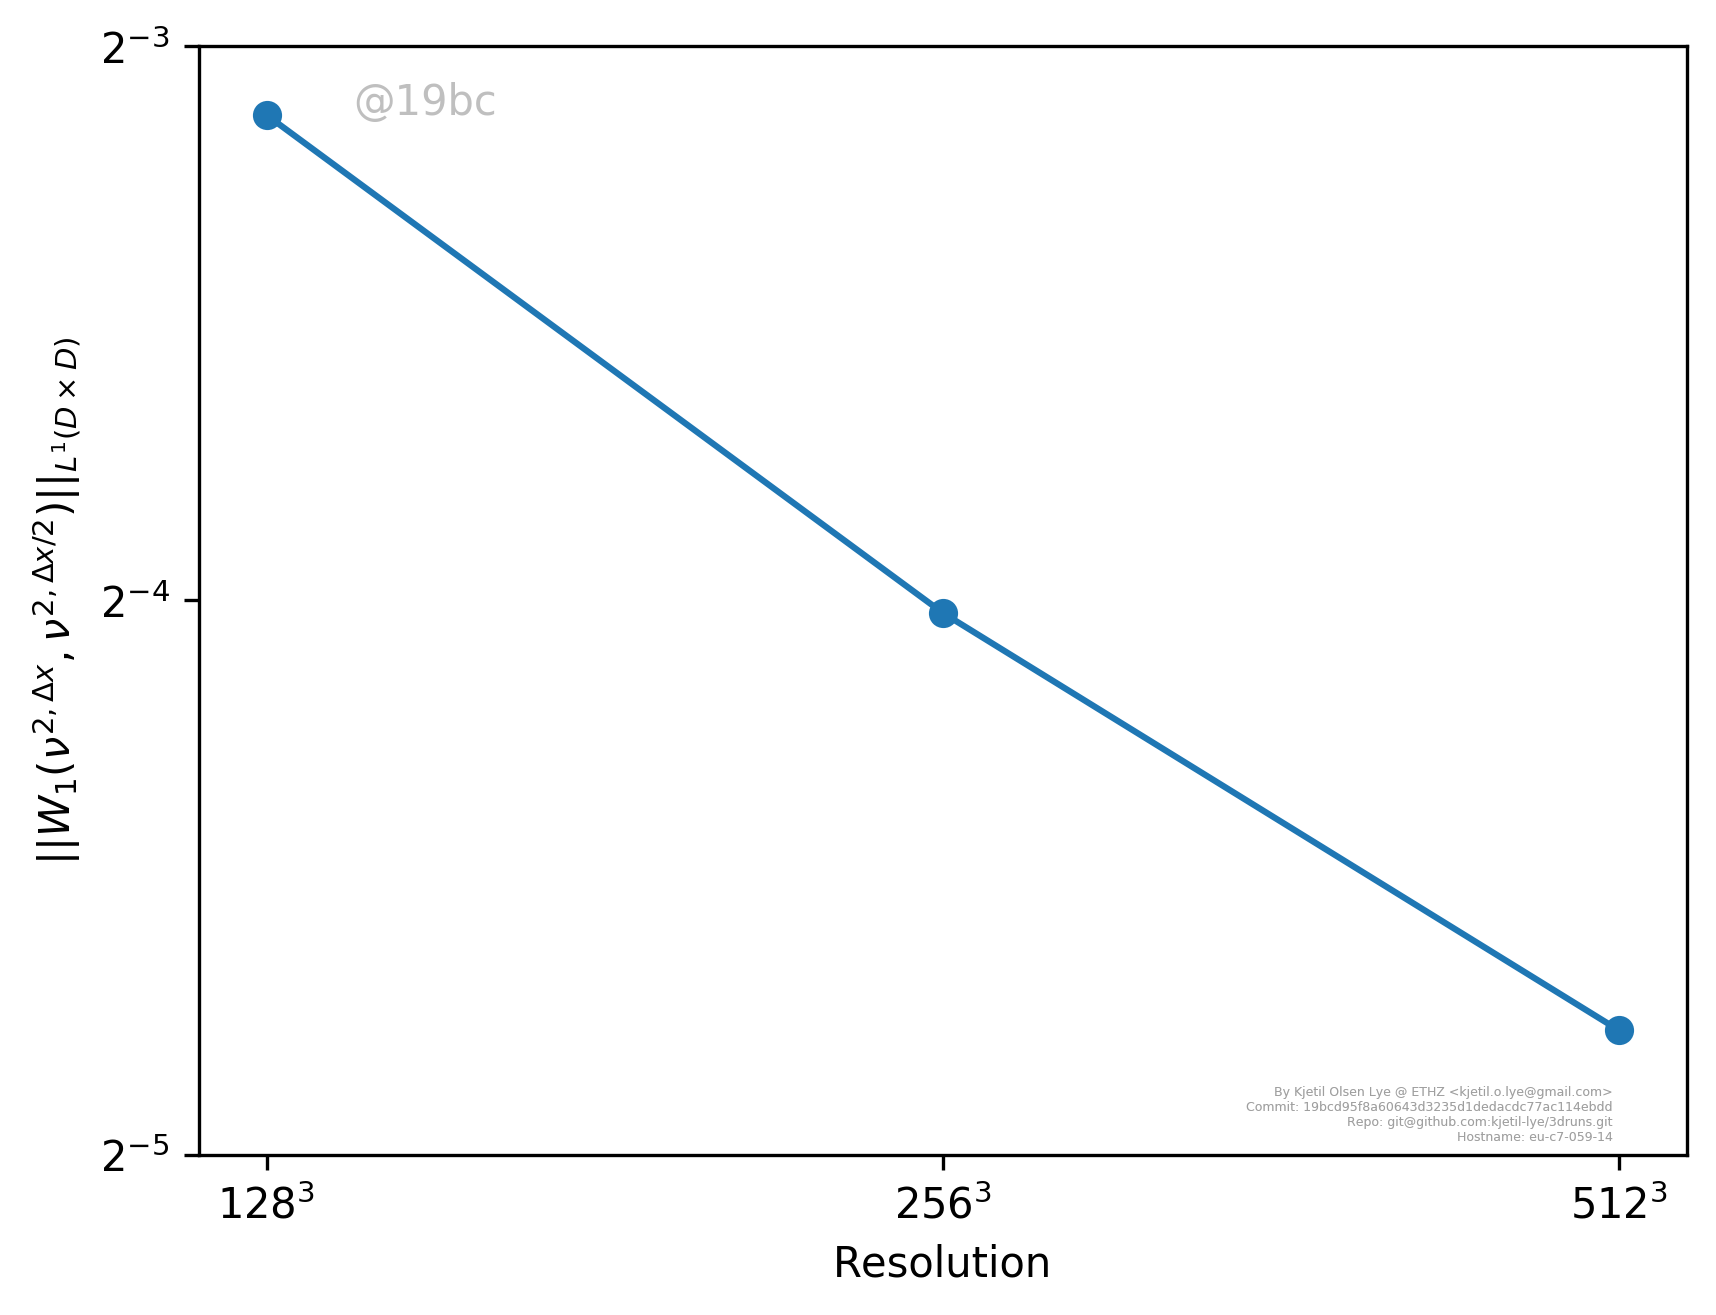 2⁻³
@19bc
2⁻⁴
||W₁(ν²,Δx, ν²,Δx/2)||L¹(D×D)
2⁻⁵
By Kjetil Olsen Lye @ ETHZ <kjetil.o.lye@gmail.com>
Commit: 19bcd95f8a60643d3235d1dedacdc77ac114ebdd
Repo: git@github.com:kjetil-lye/3druns.git
Hostname: eu-c7-059-14
128³ 256³ 512³
Resolution